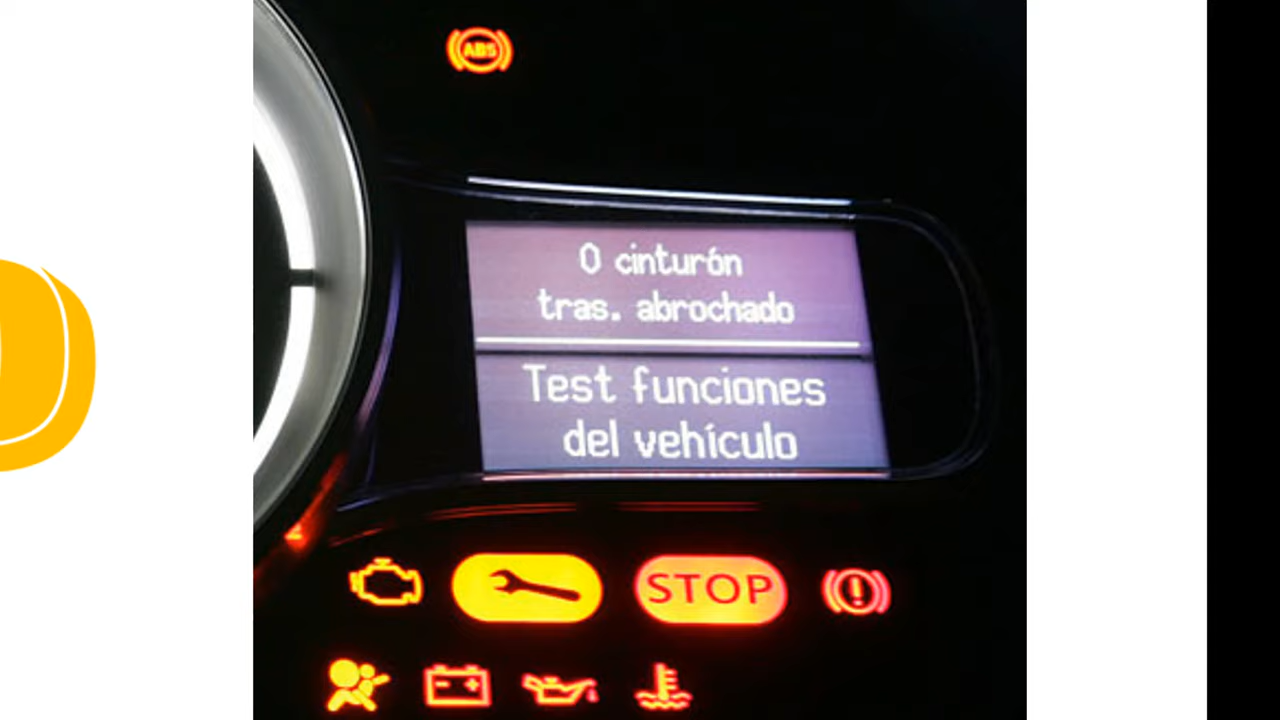 ABS
0 cinturón
tras. abrochado
Test funciones
del vehículo
STOP